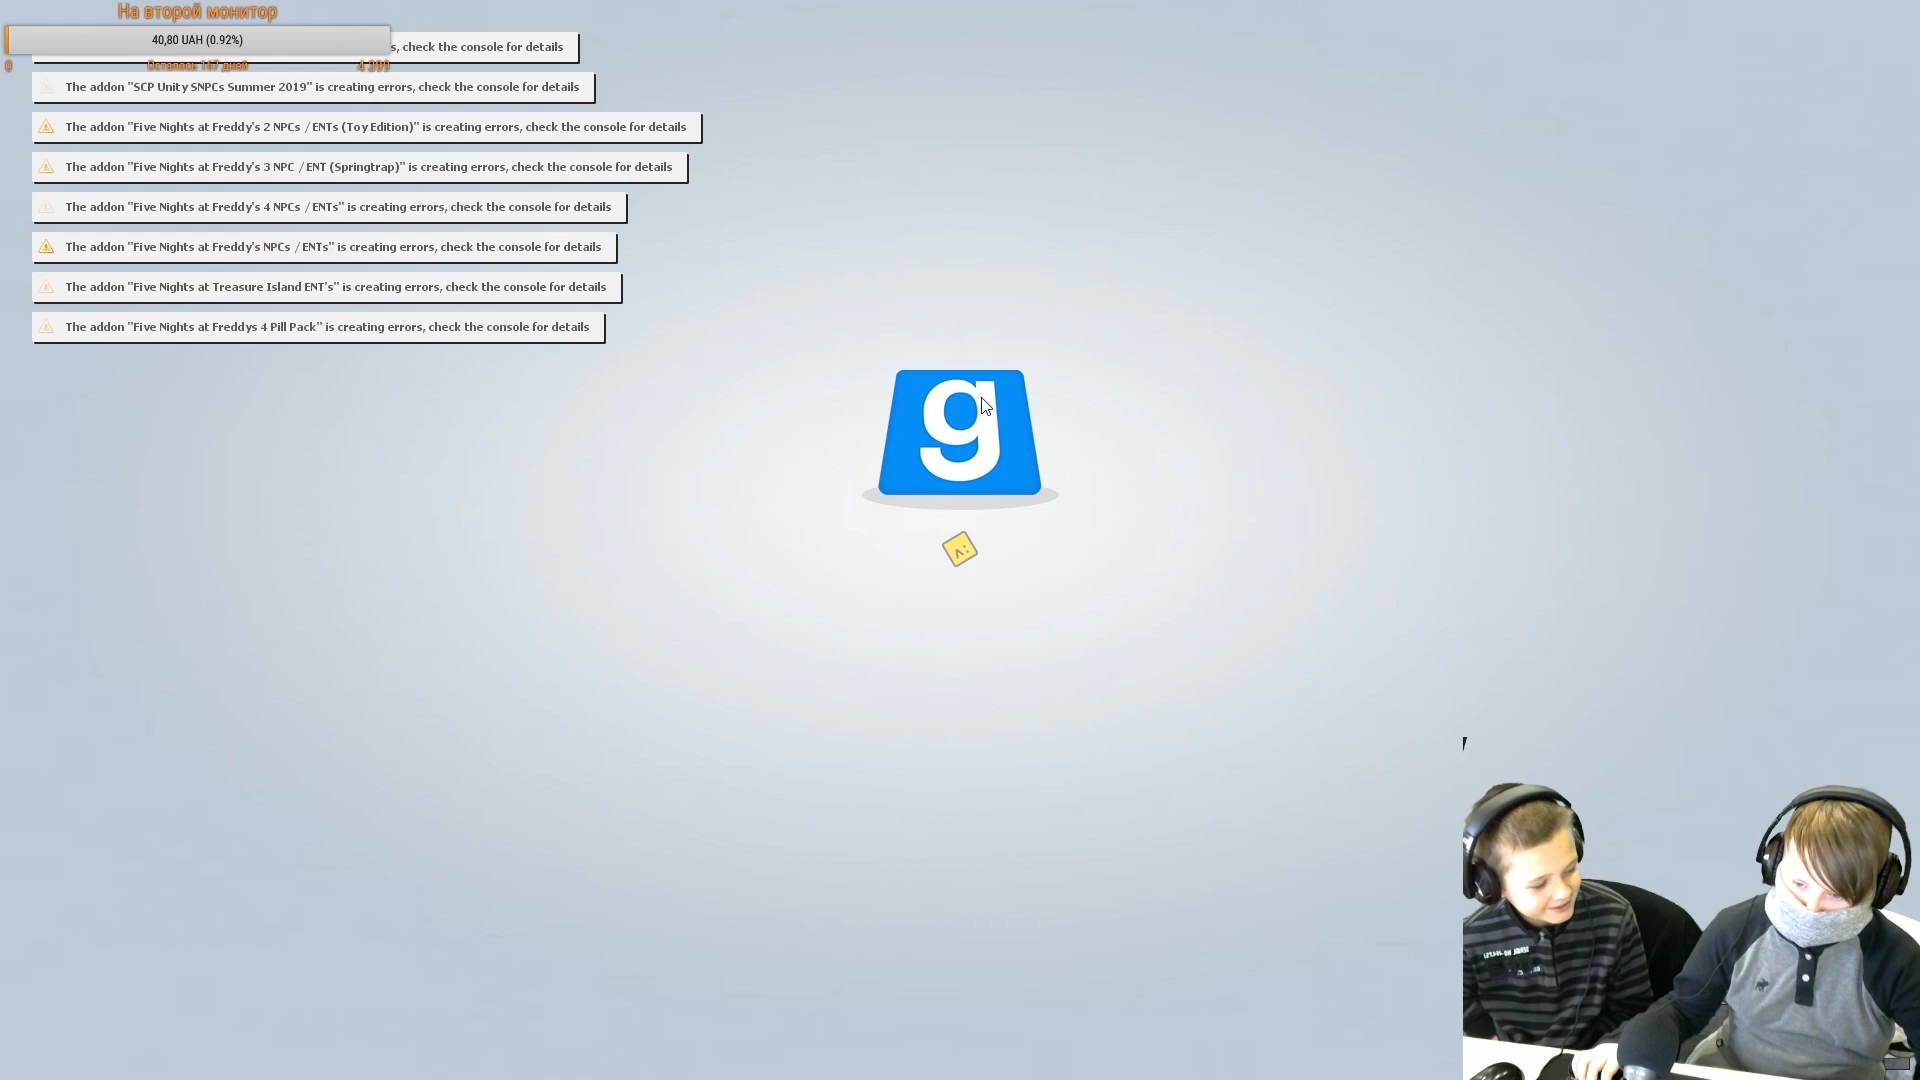 На второй монитор
40,80 UAH (0.92%)
s, check the console for details
0 Осталось 167 дней 4 399
The addon "SCP Unity SNPCs Summer 2019" is creating errors, check the console for details
The addon "Five Nights at Freddy's 2 NPCs / ENTs (Toy Edition)" is creating errors, check the console for details
The addon "Five Nights at Freddy's 3 NPC / ENT (Springtrap)" is creating errors, check the console for details
The addon "Five Nights at Freddy's 4 NPCs / ENTs" is creating errors, check the console for details
The addon "Five Nights at Freddy's NPCs / ENTs" is creating errors, check the console for details
The addon "Five Nights at Treasure Island ENT's" is creating errors, check the console for details
The addon "Five Nights at Freddys 4 Pill Pack" is creating errors, check the console for details
g